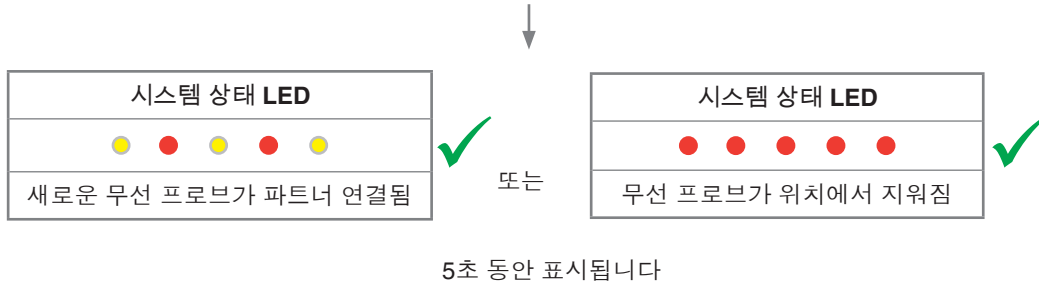 시스템 상태 LED
새로운 무선 프로브가 파트너 연결됨
또는
시스템 상태 LED
무선 프로브가 위치에서 지워짐
5초 동안 표시됩니다